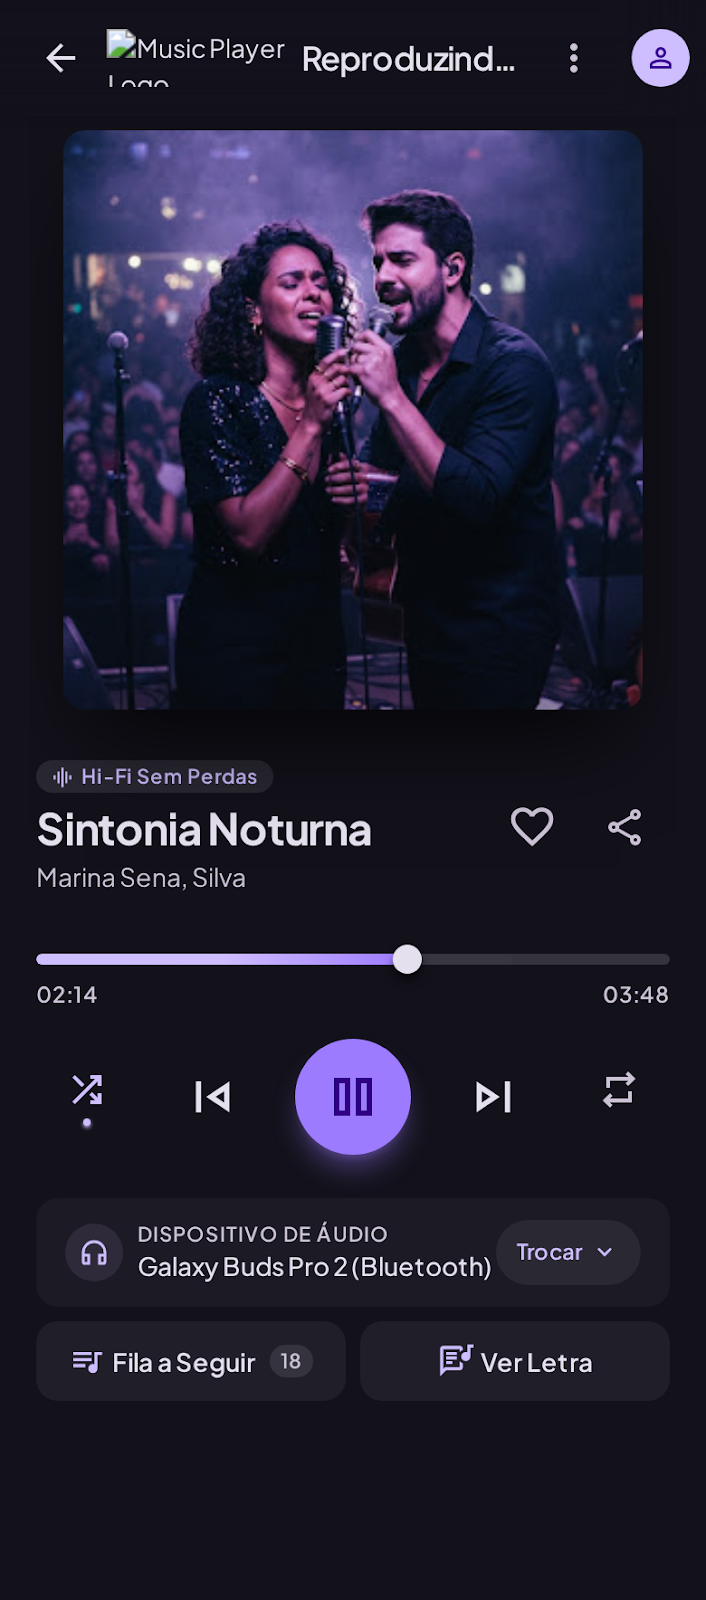 Music Player
Logo
Reproduzind...
Hi-Fi Sem Perdas
Sintonia Noturna
Marina Sena, Silva
02:14
03:48
DISPOSITIVO DE ÁUDIO
Galaxy Buds Pro 2 (Bluetooth)
Trocar
Fila a Seguir 18
Ver Letra